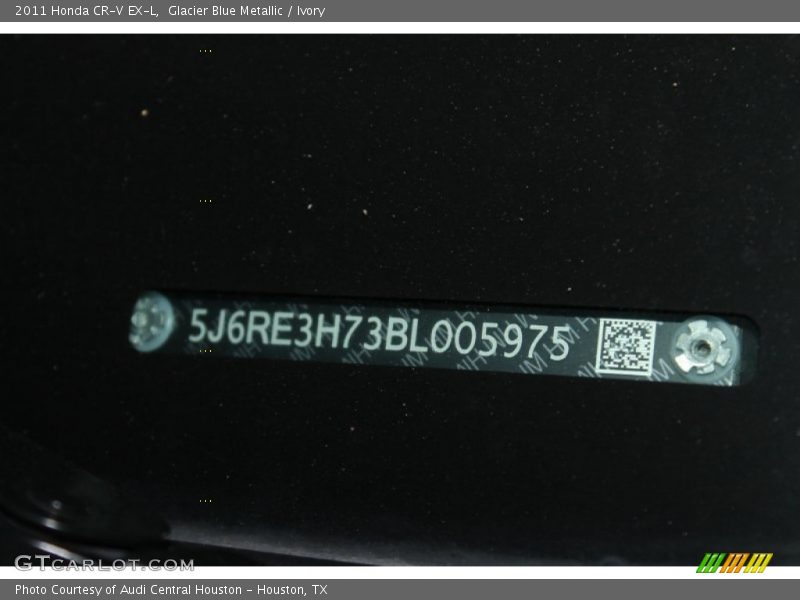 2011 Honda CR-V EX-L,  Glacier Blue Metallic / Ivory
5J6RE3H73BL005975
GTCARLOT.COM
Photo Courtesy of Audi Central Houston - Houston, TX